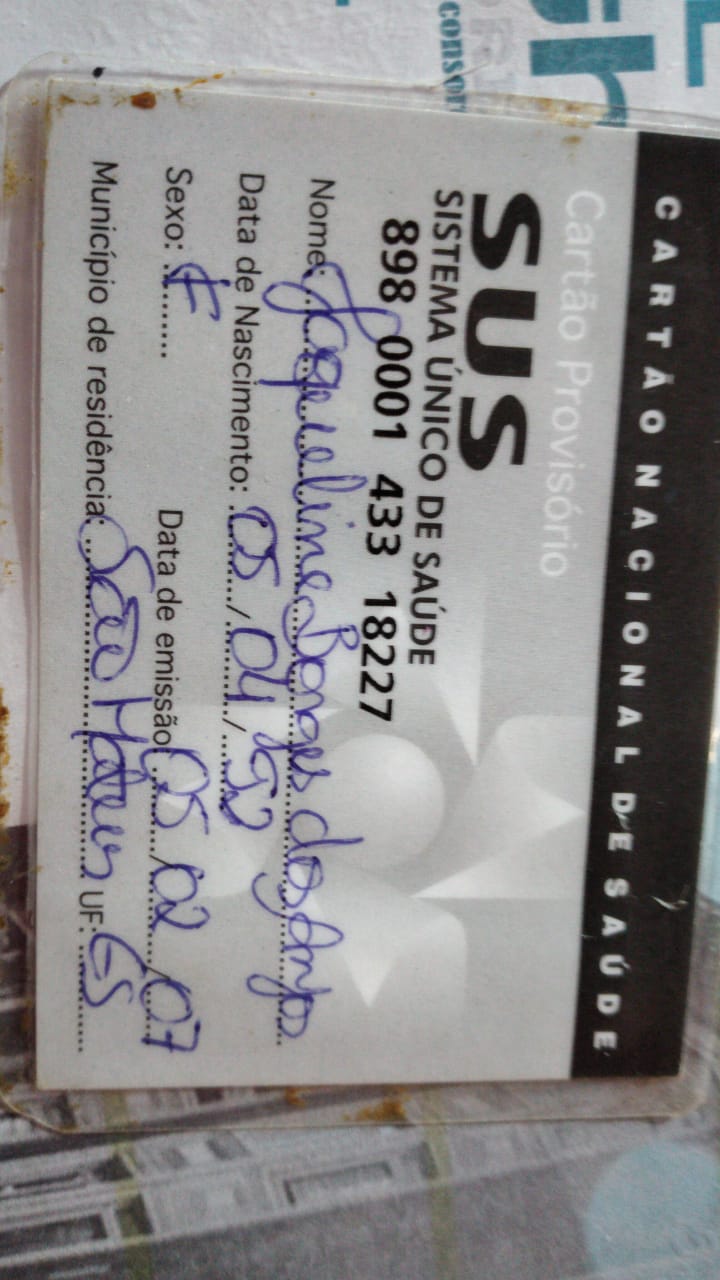 CARTÃO NACIONAL DE SAÚDE
Cartão Provisório
SUS
SISTEMA ÚNICO DE SAÚDE
898 0001 433 18227
Nome: Jaqueline Borges dos Anjos
Data de Nascimento: 05/04/52
Sexo: F Data de emissão: 05/02/07
Município de residência: São Mateus UF: ES
conson